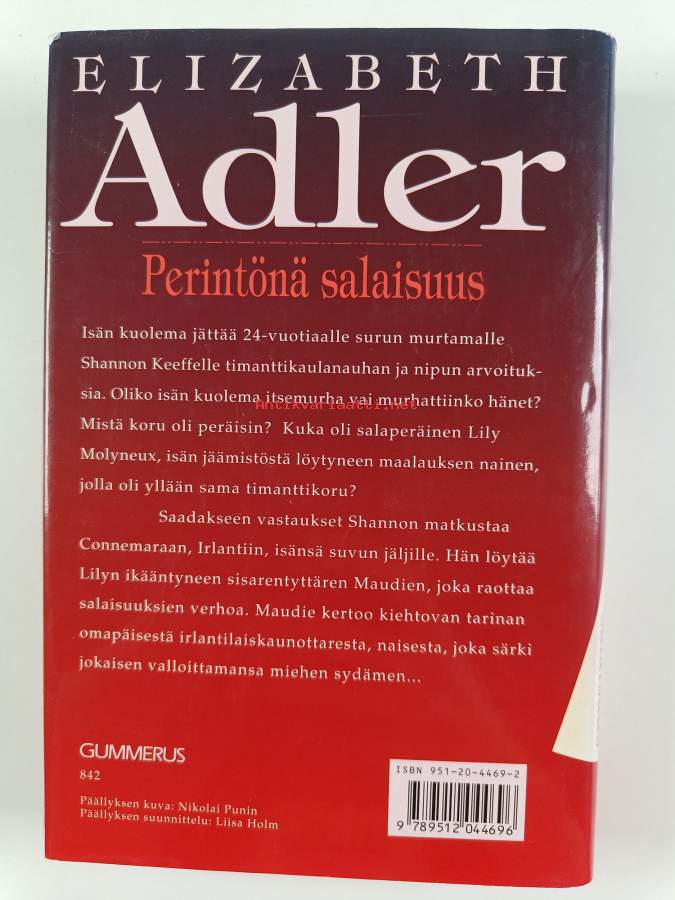 ELIZABETH
Adler
Perintönä salaisuus
Isän kuolema jättää 24-vuotiaalle surun murtamalle
Shannon Keeffelle timanttikaulanauhan ja nipun arvoituk-
sia. Oliko isän kuolema itsemurha vai murhattiinko hänet?
Antikvariaatti.net
Mistä koru oli peräisin? Kuka oli salaperäinen Lily
Molyneux, isän jäämistöstä löytyneen maalauksen nainen,
jolla oli yllään sama timanttikoru?
Saadakseen vastaukset Shannon matkustaa
Connemaraan, Irlantiin, isänsä suvun jäljille. Hän löytää
Lilyn ikääntyneen sisarentyttären Maudien, joka raottaa
salaisuuksien verhoa. Maudie kertoo kiehtovan tarinan
omapäisestä irlantilaiskaunottaresta, naisesta, joka särki
jokaisen valloittamansa miehen sydämen...
GUMMERUS
842
Päällyksen kuva: Nikolai Punin
Päällyksen suunnittelu: Liisa Holm
ISBN 951-20-4469-2
9 789512 044696